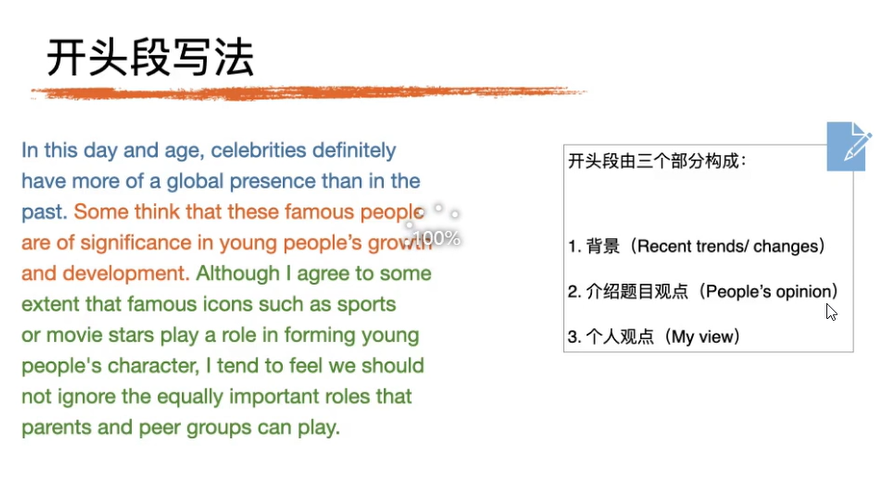 开头段写法
In this day and age, celebrities definitely
have more of a global presence than in the
past. Some think that these famous people
are of significance in young people's growth
and development. Although I agree to some
extent that famous icons such as sports
or movie stars play a role in forming young
people's character, I tend to feel we should
not ignore the equally important roles that
parents and peer groups can play.
100%
开头段由三个部分构成：
1. 背景（Recent trends/ changes）
2. 介绍题目观点（People's opinion）
3. 个人观点（My view）